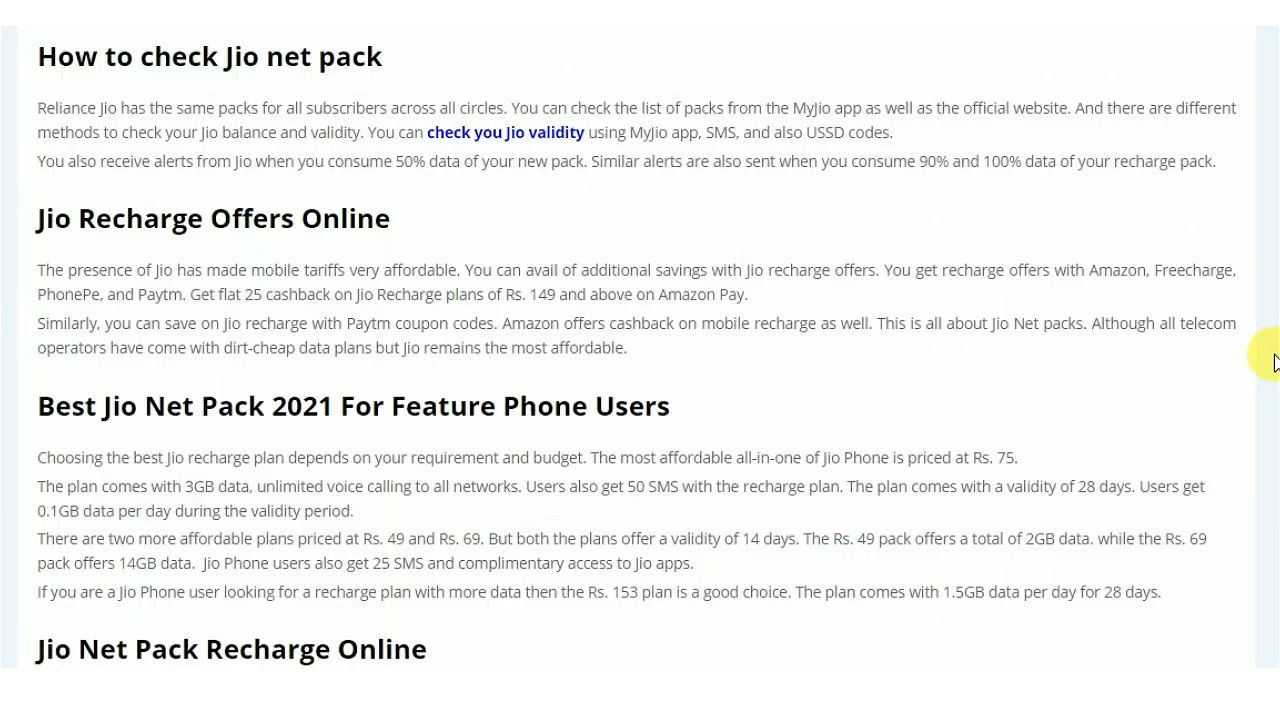 How to check Jio net pack
Reliance Jio has the same packs for all subscribers across all circles. You can check the list of packs from the MyJio app as well as the official website. And there are different
methods to check your Jio balance and validity. You can check you Jio validity using MyJio app, SMS, and also USSD codes.
You also receive alerts from Jio when you consume 50% data of your new pack. Similar alerts are also sent when you consume 90% and 100% data of your recharge pack.
Jio Recharge Offers Online
The presence of Jio has made mobile tariffs very affordable. You can avail of additional savings with Jio recharge offers. You get recharge offers with Amazon, Freecharge,
PhonePe, and Paytm. Get flat 25 cashback on Jio Recharge plans of Rs. 149 and above on Amazon Pay.
Similarly, you can save on Jio recharge with Paytm coupon codes. Amazon offers cashback on mobile recharge as well. This is all about Jio Net packs. Although all telecom
operators have come with dirt-cheap data plans but Jio remains the most affordable.
Best Jio Net Pack 2021 For Feature Phone Users
Choosing the best Jio recharge plan depends on your requirement and budget. The most affordable all-in-one of Jio Phone is priced at Rs. 75.
The plan comes with 3GB data, unlimited voice calling to all networks. Users also get 50 SMS with the recharge plan. The plan comes with a validity of 28 days. Users get
0.1GB data per day during the validity period.
There are two more affordable plans priced at Rs. 49 and Rs. 69. But both the plans offer a validity of 14 days. The Rs. 49 pack offers a total of 2GB data. while the Rs. 69
pack offers 14GB data.  Jio Phone users also get 25 SMS and complimentary access to Jio apps.
If you are a Jio Phone user looking for a recharge plan with more data then the Rs. 153 plan is a good choice. The plan comes with 1.5GB data per day for 28 days.
Jio Net Pack Recharge Online